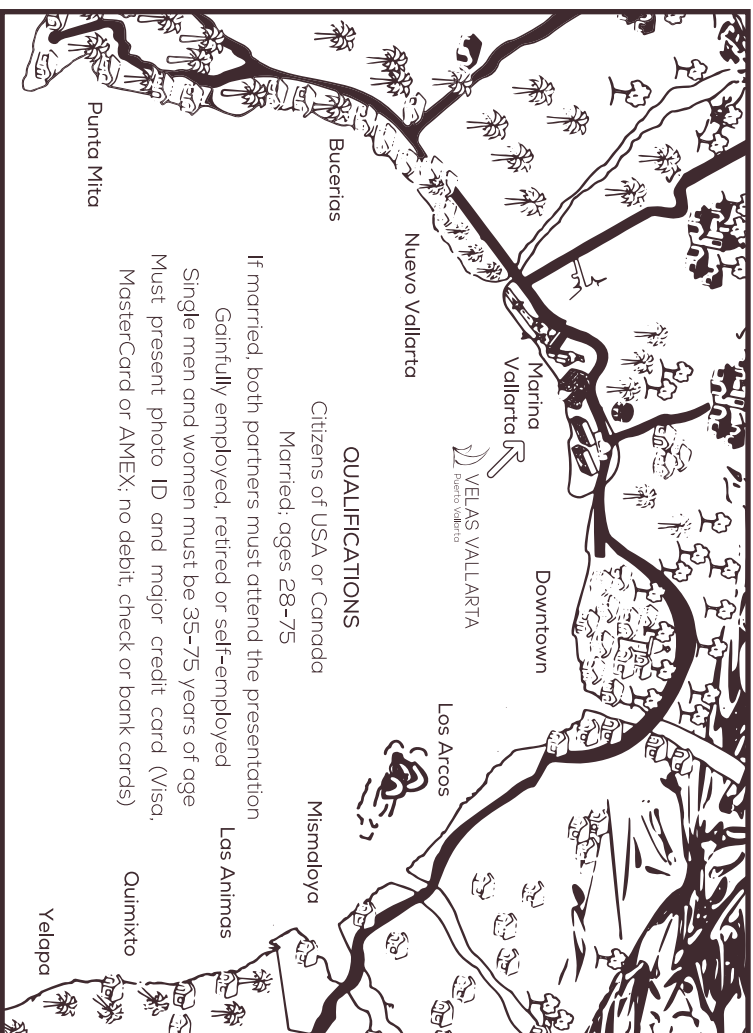 Punta Mita
Bucerias
Nuevo Vallarta
Marina
Vallarta
VELAS VALLARTA
Puerto Vallarta
Downtown
Los Arcos
Mismaloya
Las Animas
Quimixto
Yelapa
QUALIFICATIONS
Citizens of USA or Canada
Married; ages 28-75
If married, both partners must attend the presentation
Gainfully employed, retired or self-employed
Single men and women must be 35-75 years of age
Must present photo ID and major credit card (Visa,
MasterCard or AMEX; no debit, check or bank cards)